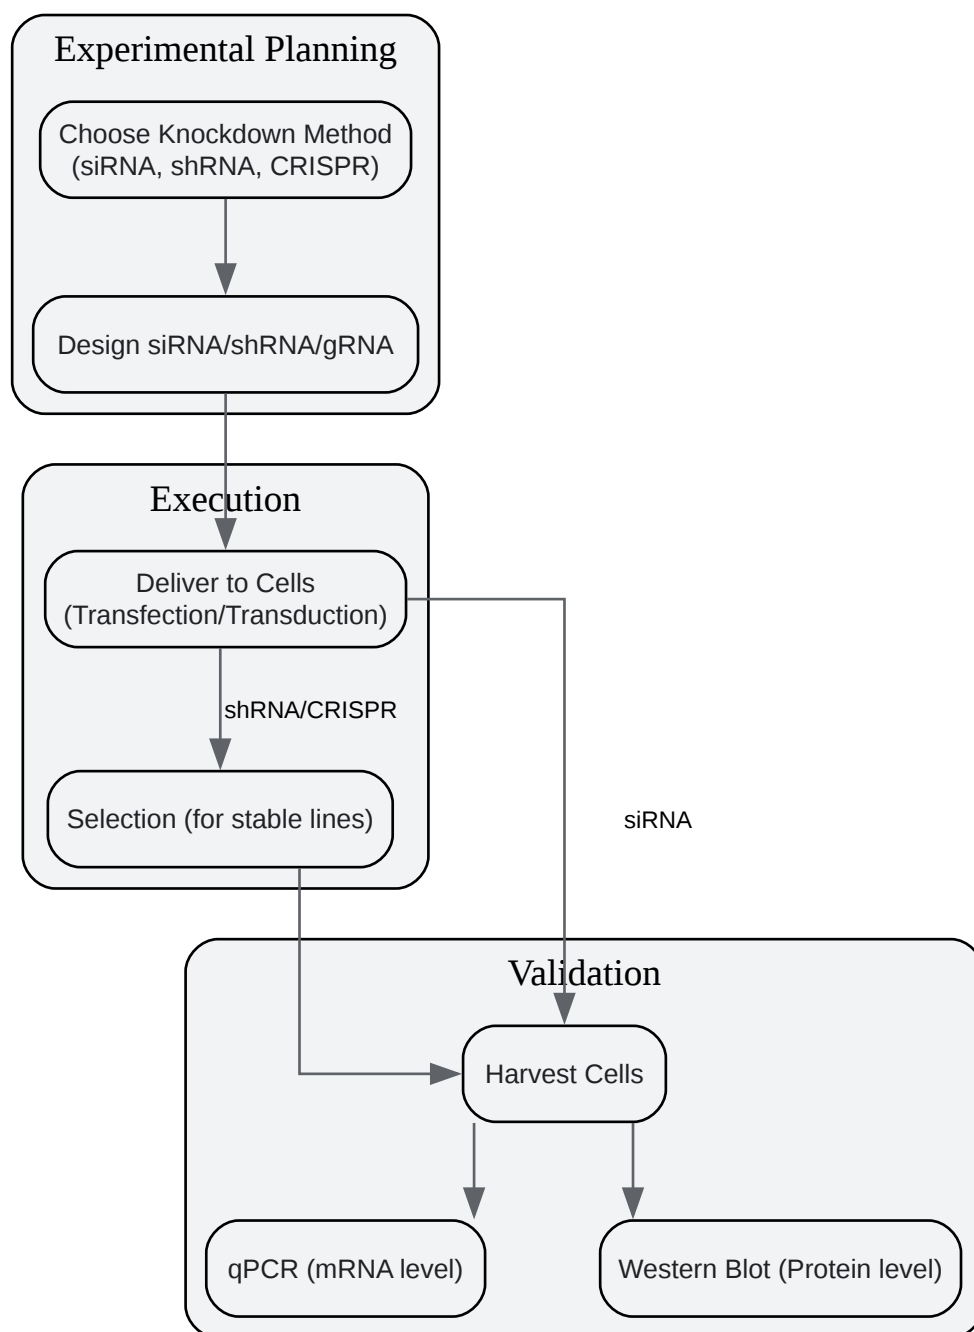 Experimental Planning
Choose Knockdown Method
(siRNA, shRNA, CRISPR)
Design siRNA/shRNA/gRNA
Execution
Deliver to Cells
(Transfection/Transduction)
shRNA/CRISPR
Selection (for stable lines)
siRNA
Validation
Harvest Cells
qPCR (mRNA level)
Western Blot (Protein level)